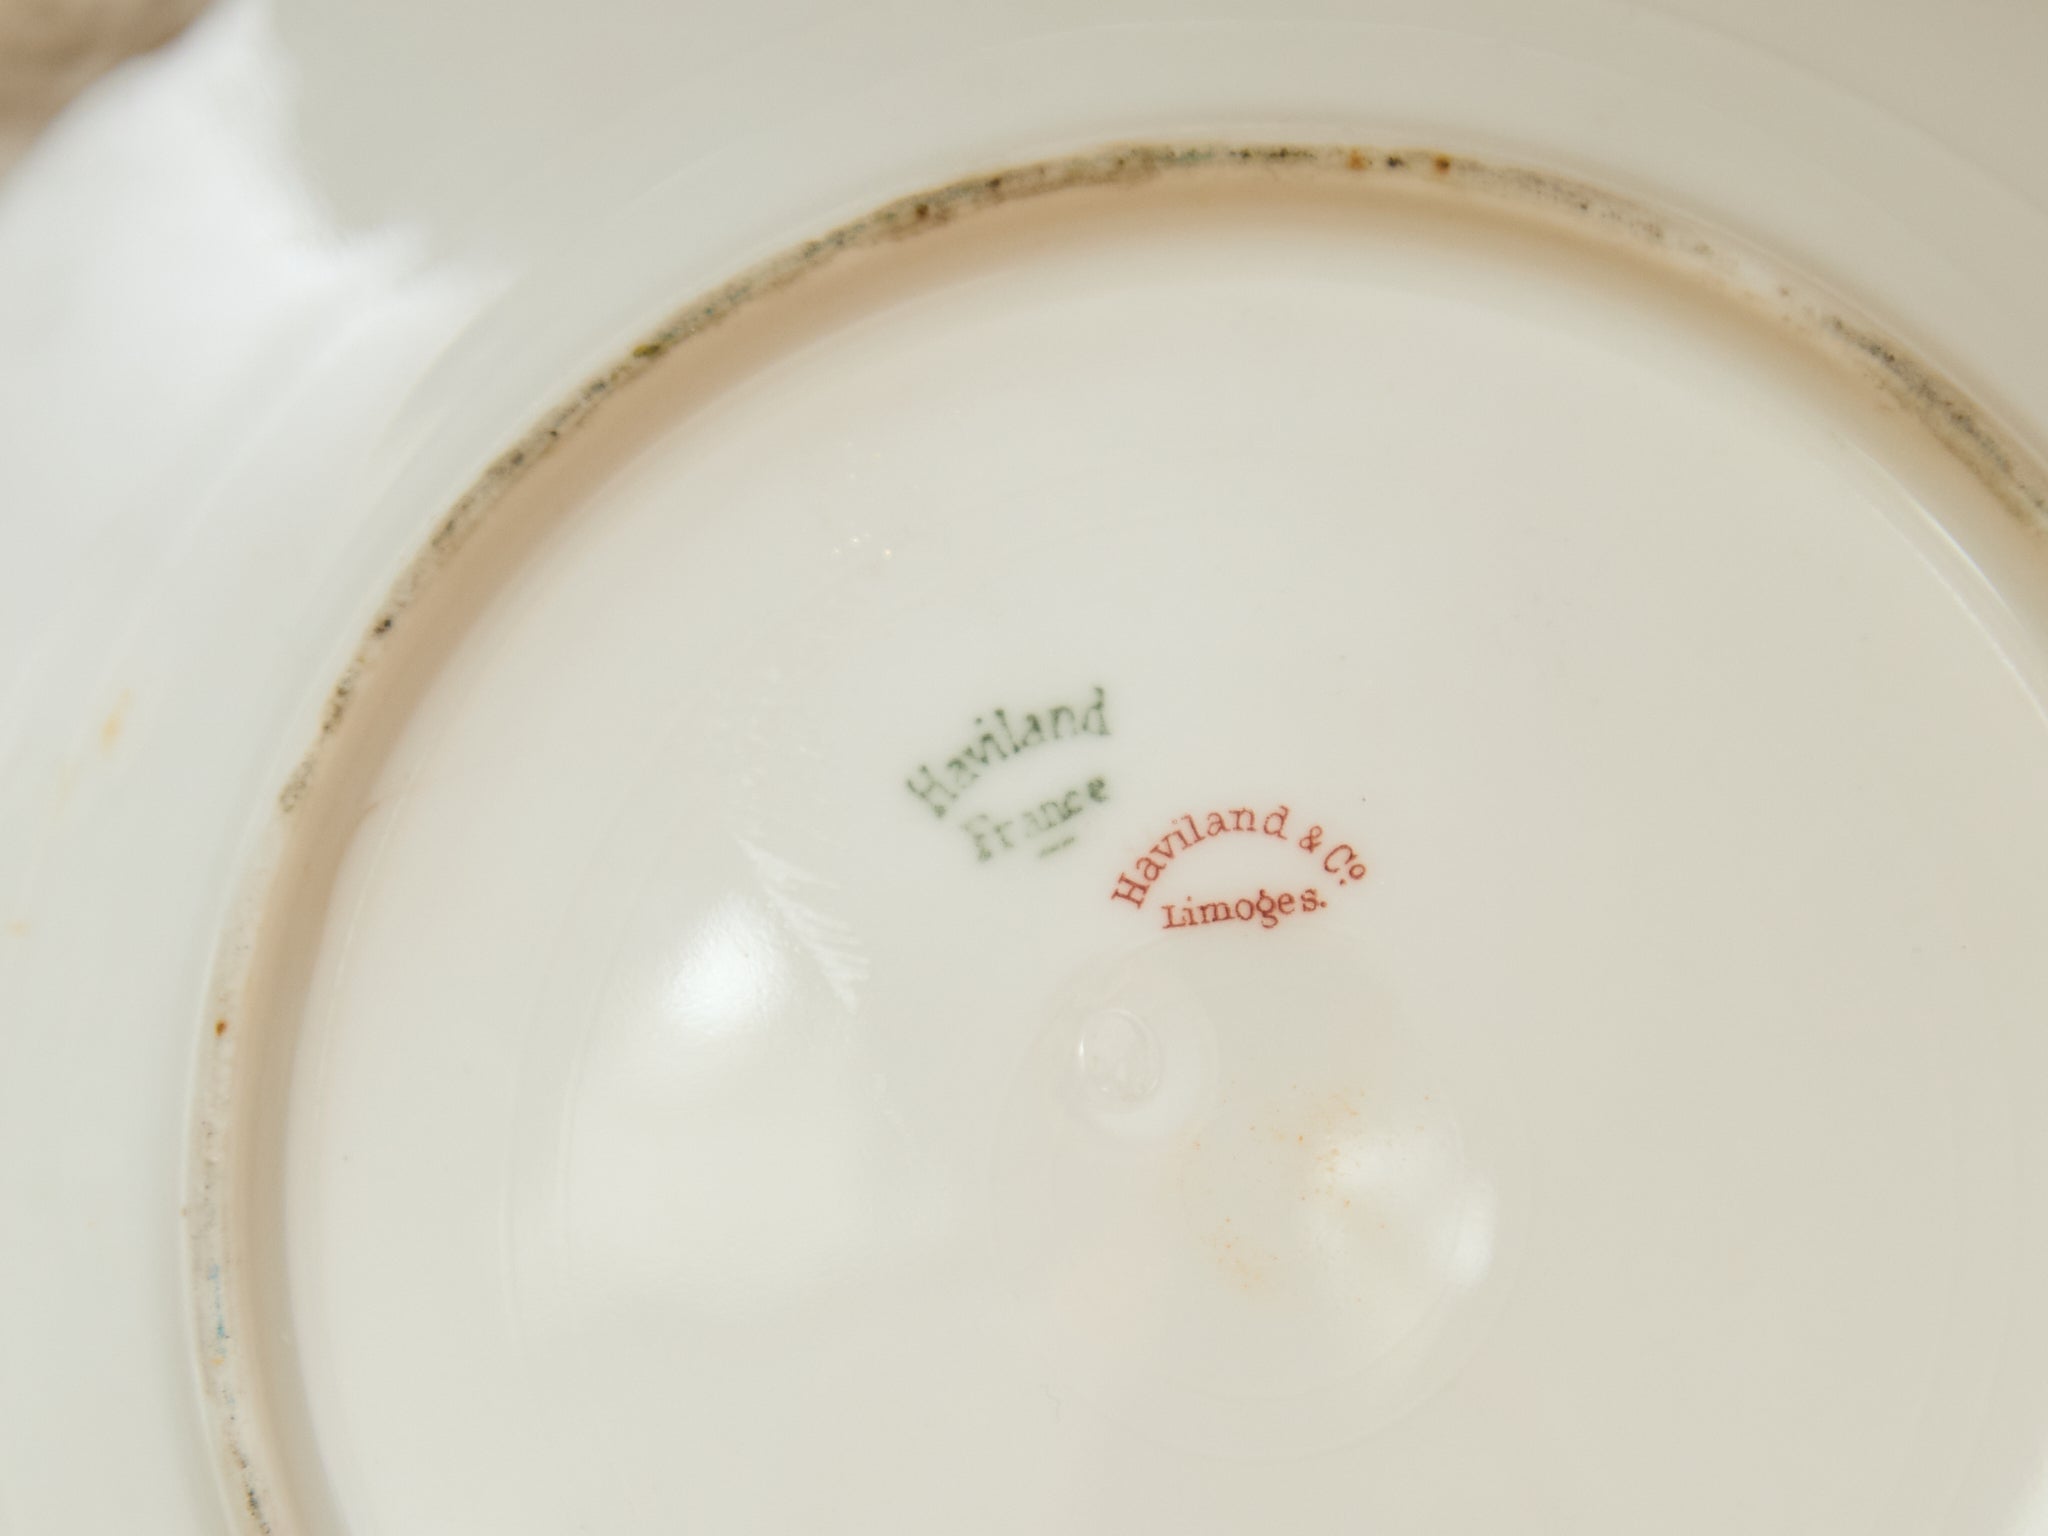 Haviland
France
Haviland & Co.
Limoges.